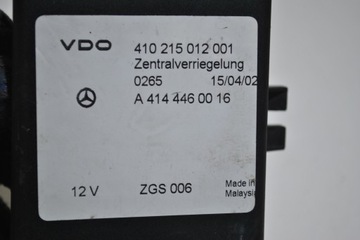 VDO 410 215 012 001
Zentralverriegelung
0265 15/04/02
A 414 446 00 16
12 V ZGS 006 Made in
Malaysia